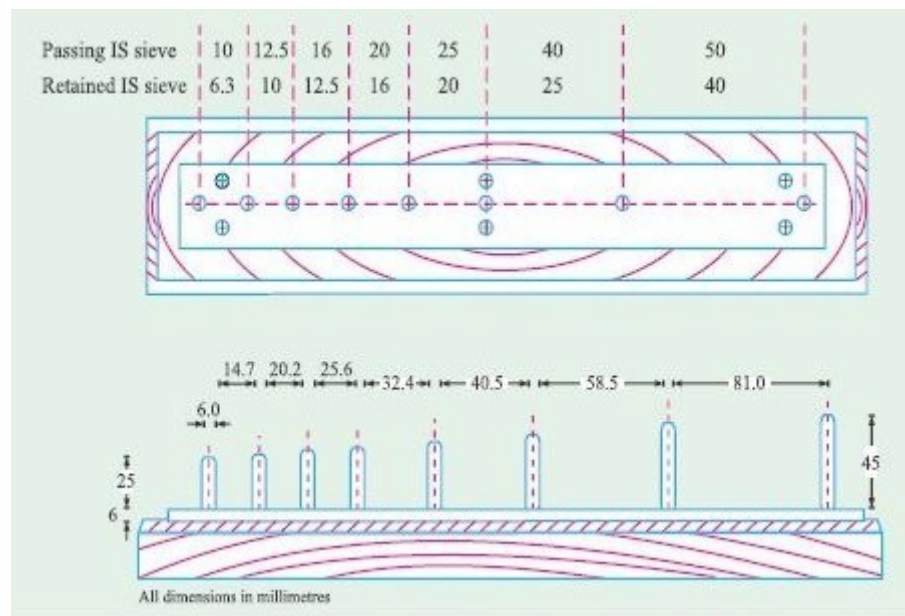 Passing IS sieve 10 12.5 16 20 25 40 50
Retained IS sieve 6.3 10 12.5 16 20 25 40
14.7 20.2 25.6 32.4 40.5 58.5 81.0
6.0
25
45
6
All dimensions in millimetres